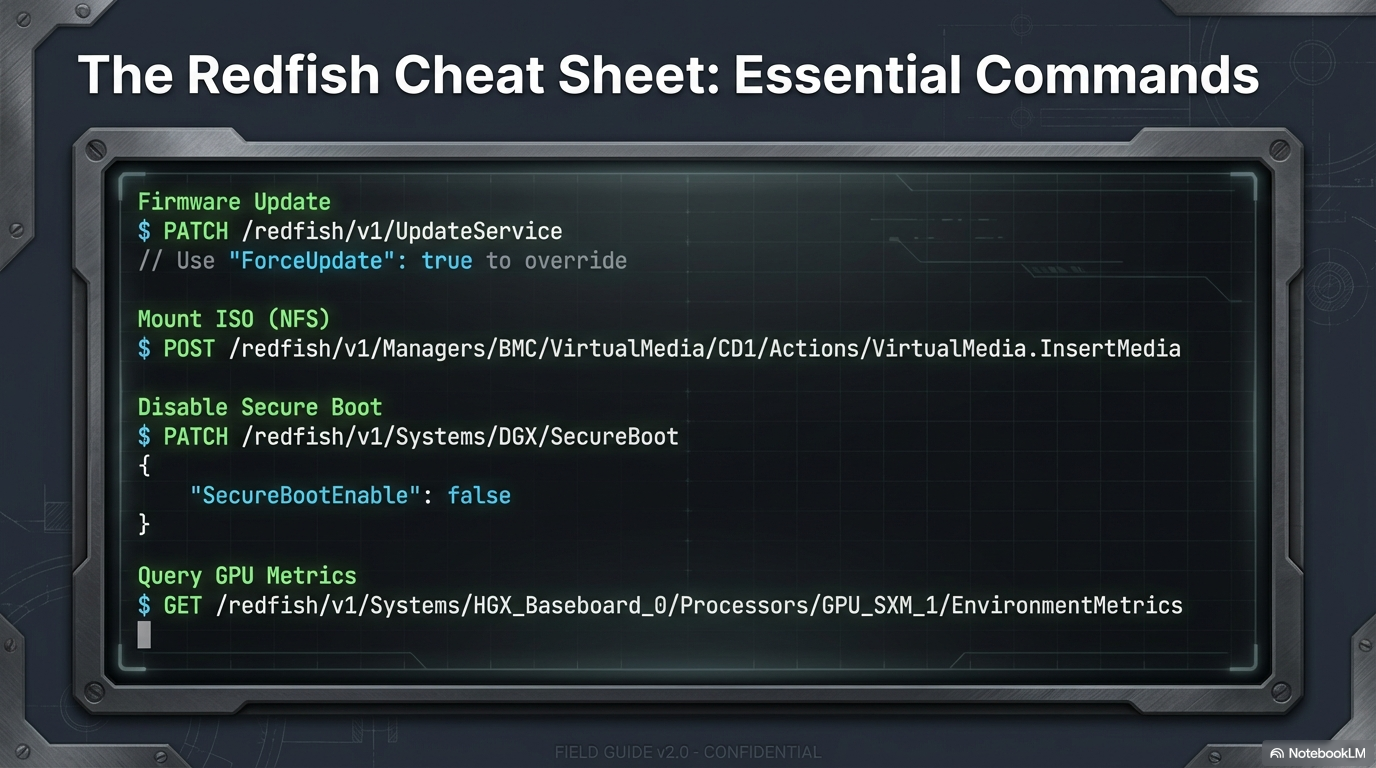 The Redfish Cheat Sheet: Essential Commands
Firmware Update
$ PATCH /redfish/v1/UpdateService
// Use "ForceUpdate": true to override
Mount ISO (NFS)
$ POST /redfish/v1/Managers/BMC/VirtualMedia/CD1/Actions/VirtualMedia.InsertMedia
Disable Secure Boot
$ PATCH /redfish/v1/Systems/DGX/SecureBoot
{
    "SecureBootEnable": false
}
Query GPU Metrics
$ GET /redfish/v1/Systems/HGX_Baseboard_0/Processors/GPU_SXM_1/EnvironmentMetrics
FIELD GUIDE v2.0 - CONFIDENTIAL
NotebookLM